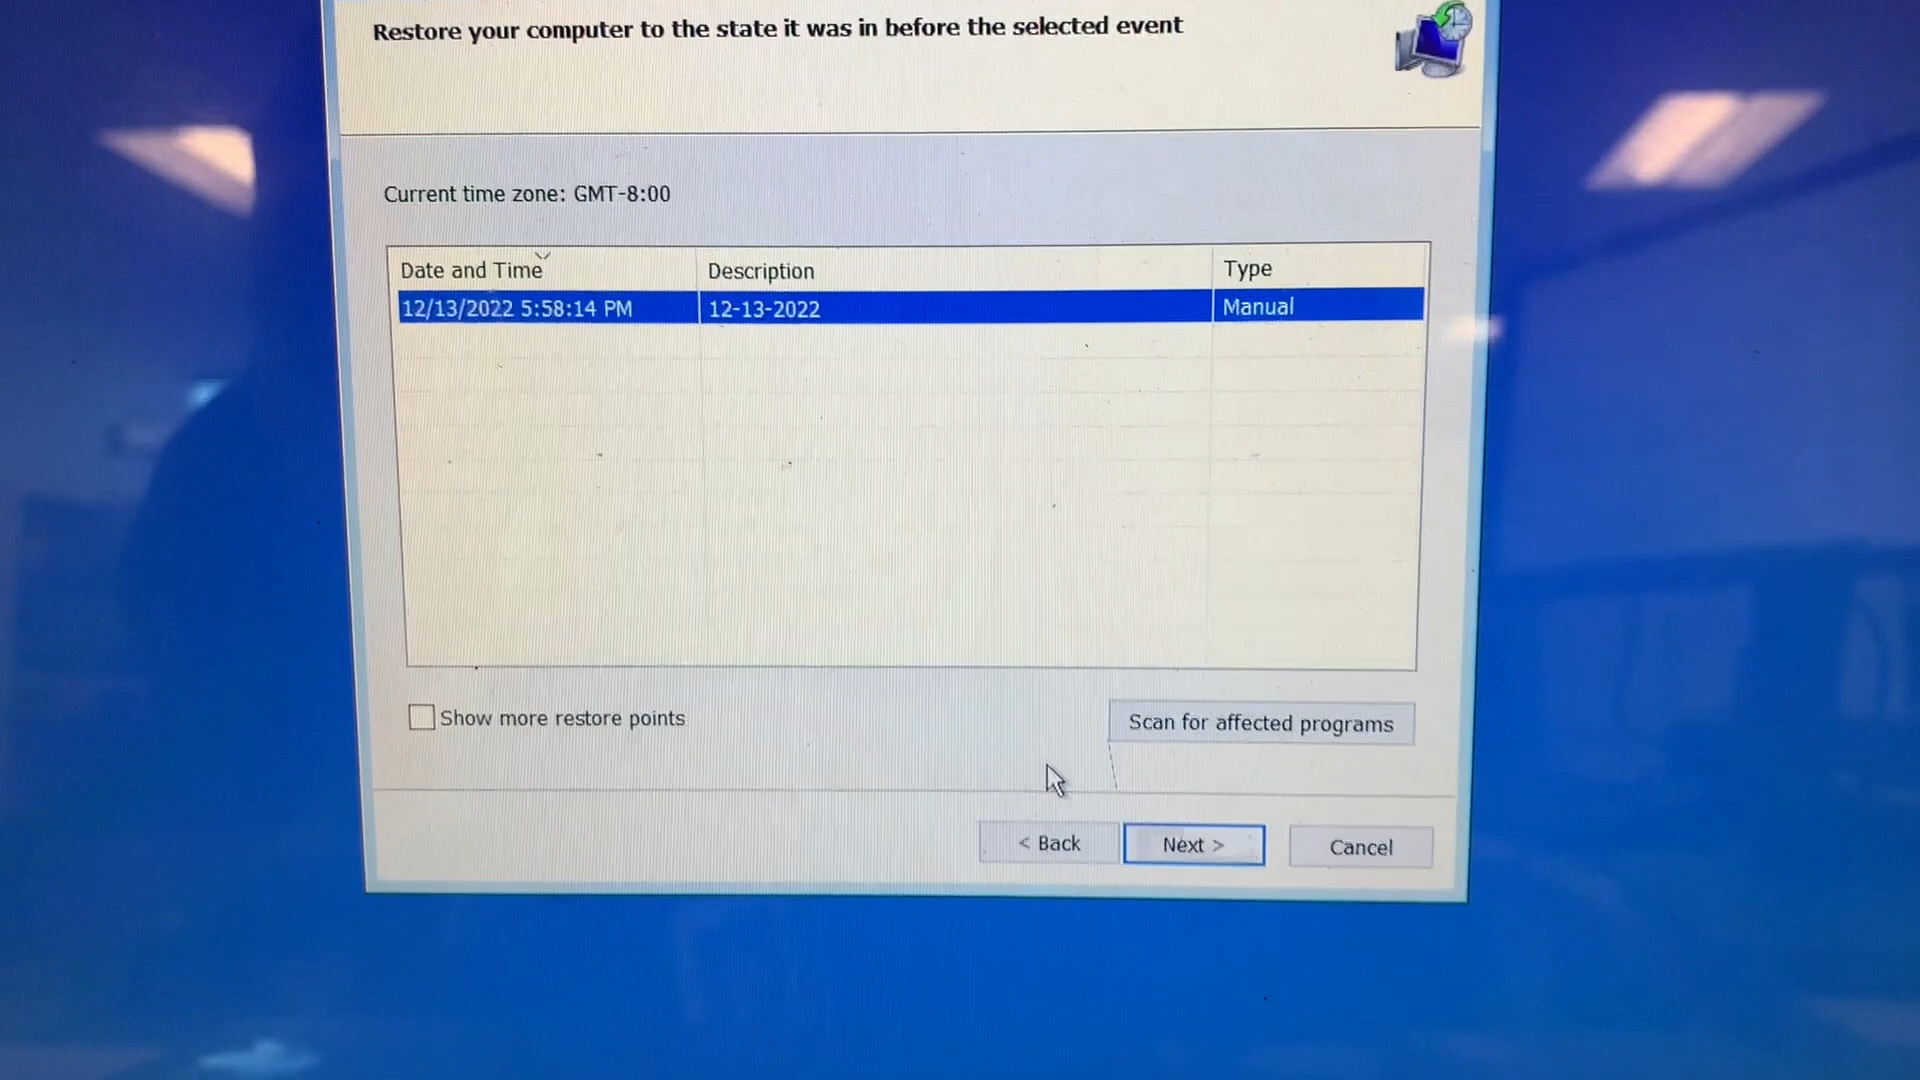 Restore your computer to the state it was in before the selected event
Current time zone: GMT-8:00
Date and Time Description Type
12/13/2022 5:58:14 PM 12-13-2022 Manual
Show more restore points Scan for affected programs
< Back Next > Cancel